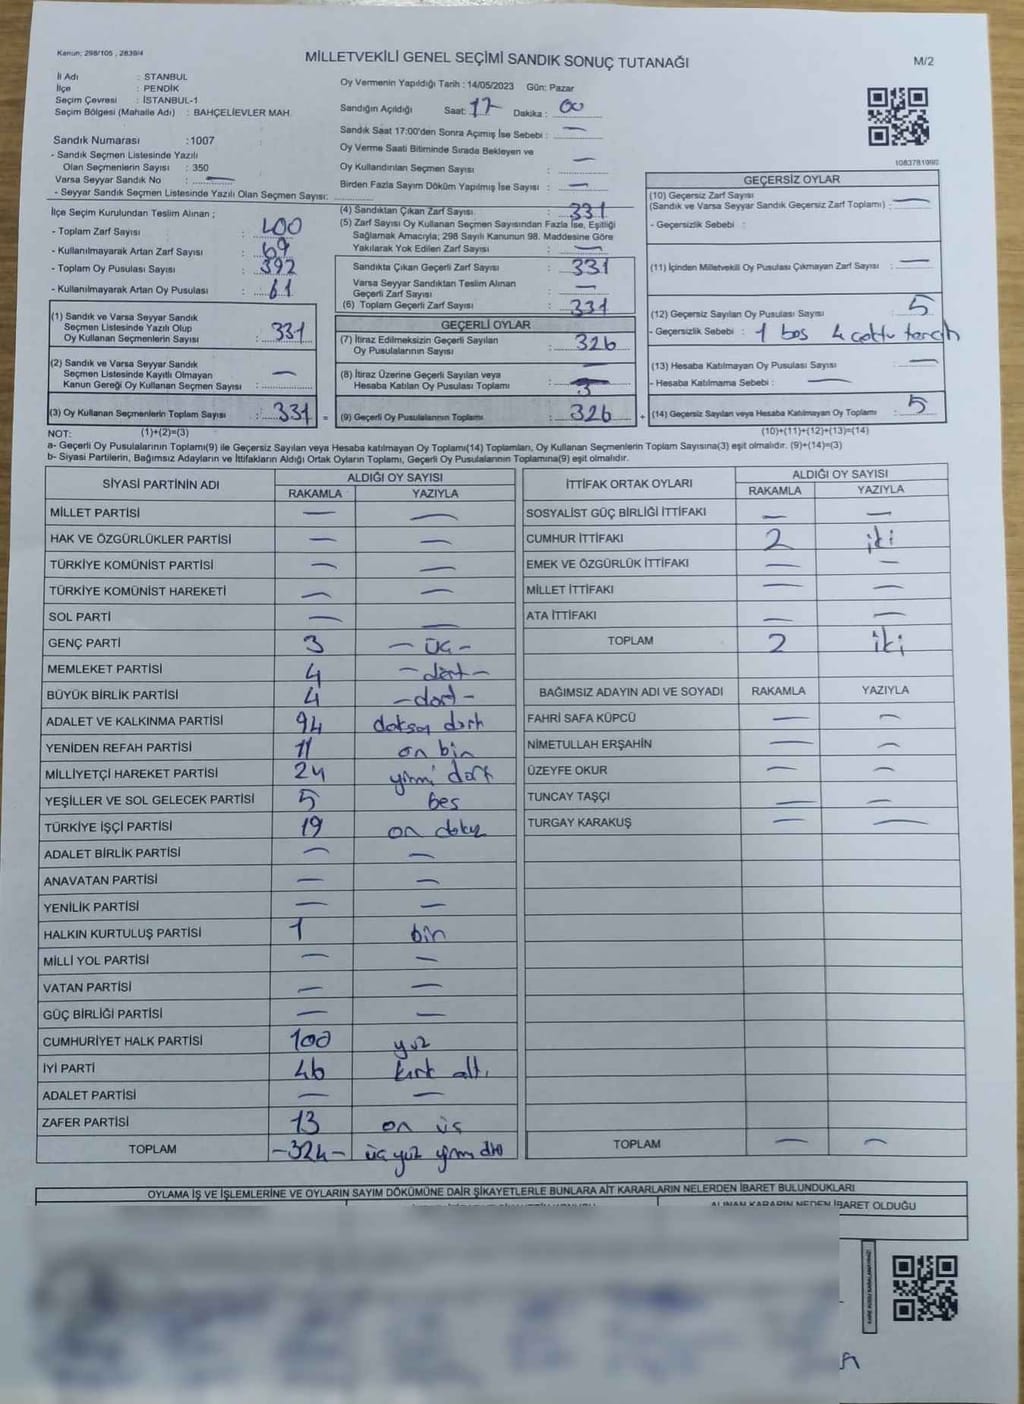 Kanun: 298/105 , 2839/4
MİLLETVEKİLİ GENEL SEÇİMİ SANDIK SONUÇ TUTANAĞI
M/2
İl Adı : STANBUL
İlçe : PENDİK
Seçim Çevresi : İSTANBUL-1
Seçim Bölgesi (Mahalle Adı) : BAHÇELİEVLER MAH.
Sandık Numarası :1007
- Sandık Seçmen Listesinde Yazılı
Olan Seçmenlerin Sayısı : 350
Varsa Seyyar Sandık No : —
- Seyyar Sandık Seçmen Listesinde Yazılı Olan Seçmen Sayısı:
Oy Vermenin Yapıldığı Tarih : 14/05/2023 Gün: Pazar
Sandığın Açıldığı Saat: 17 Dakika : 00
Sandık Saat 17:00'den Sonra Açılmış İse Sebebi : —
Oy Verme Saati Bitiminde Sırada Bekleyen ve
Oy Kullandırılan Seçmen Sayısı : —
Birden Fazla Sayım Döküm Yapılmış İse Sayısı : —
1083781990
İlçe Seçim Kurulundan Teslim Alınan ;
- Toplam Zarf Sayısı : 400
- Kullanılmayarak Artan Zarf Sayısı : 69
- Toplam Oy Pusulası Sayısı : 392
- Kullanılmayarak Artan Oy Pusulası : 61
(1) Sandık ve Varsa Seyyar Sandık
Seçmen Listesinde Yazılı Olup
Oy Kullanan Seçmenlerin Sayısı : 331
(2) Sandık ve Varsa Seyyar Sandık
Seçmen Listesinde Kayıtlı Olmayan
Kanun Gereği Oy Kullanan Seçmen Sayısı : —
(3) Oy Kullanan Seçmenlerin Toplam Sayısı : 331 =
(4) Sandıktan Çıkan Zarf Sayısı : 331
(5) Zarf Sayısı Oy Kullanan Seçmen Sayısından Fazla İse, Eşitliği
Sağlamak Amacıyla; 298 Sayılı Kanunun 98. Maddesine Göre
Yakılarak Yok Edilen Zarf Sayısı : —
Sandıkta Çıkan Geçerli Zarf Sayısı : 331
Varsa Seyyar Sandıktan Teslim Alınan
Geçerli Zarf Sayısı : —
(6) Toplam Geçerli Zarf Sayısı : 331
GEÇERLİ OYLAR
(7) İtiraz Edilmeksizin Geçerli Sayılan
Oy Pusulalarının Sayısı : 326
(8) İtiraz Üzerine Geçerli Sayılan veya
Hesaba Katılan Oy Pusulası Toplamı :
(9) Geçerli Oy Pusulalarının Toplamı : 326 +
GEÇERSİZ OYLAR
(10) Geçersiz Zarf Sayısı
(Sandık ve Varsa Seyyar Sandık Geçersiz Zarf Toplamı) : —
- Geçersizlik Sebebi :
(11) İçinden Milletvekili Oy Pusulası Çıkmayan Zarf Sayısı : —
(12) Geçersiz Sayılan Oy Pusulası Sayısı : 5
- Geçersizlik Sebebi : 1 bos 4
(13) Hesaba Katılmayan Oy Pusulası Sayısı : —
- Hesaba Katılmama Sebebi : —
(14) Geçersiz Sayılan veya Hesaba Katılmayan Oy Toplamı : 5
NOT: (1)+(2)=(3)
(10)+(11)+(12)+(13)=(14)
a- Geçerli Oy Pusulalarının Toplamı(9) ile Geçersiz Sayılan veya Hesaba katılmayan Oy Toplamı(14) Toplamları, Oy Kullanan Seçmenlerin Toplam Sayısına(3) eşit olmalıdır. (9)+(14)=(3)
b- Siyasi Partilerin, Bağımsız Adayların ve İttifakların Aldığı Ortak Oyların Toplamı, Geçerli Oy Pusulalarının Toplamına(9) eşit olmalıdır.
SİYASİ PARTİNİN ADI ALDIĞI OY SAYISI
RAKAMLA YAZIYLA
MİLLET PARTİSİ — —
HAK VE ÖZGÜRLÜKLER PARTİSİ — —
TÜRKİYE KOMÜNİST PARTİSİ — —
TÜRKİYE KOMÜNİST HAREKETİ — —
SOL PARTİ — —
GENÇ PARTİ 3 - üç -
MEMLEKET PARTİSİ 4 - dört -
BÜYÜK BİRLİK PARTİSİ 4 - dort -
ADALET VE KALKINMA PARTİSİ 94 doksan dort
YENİDEN REFAH PARTİSİ 11 on bin
MİLLİYETÇİ HAREKET PARTİSİ 24 yirmi dört
YEŞİLLER VE SOL GELECEK PARTİSİ 5 bes
TÜRKİYE İŞÇİ PARTİSİ 19 on dokuz
ADALET BİRLİK PARTİSİ — —
ANAVATAN PARTİSİ — —
YENİLİK PARTİSİ — —
HALKIN KURTULUŞ PARTİSİ 1 bin
MİLLİ YOL PARTİSİ — —
VATAN PARTİSİ — —
GÜÇ BİRLİĞİ PARTİSİ — —
CUMHURİYET HALK PARTİSİ 100 yuz
İYİ PARTİ 46 kırk altı
ADALET PARTİSİ — —
ZAFER PARTİSİ 13 on üç
TOPLAM -324- üç yuz yirmi dört
İTTİFAK ORTAK OYLARI ALDIĞI OY SAYISI
RAKAMLA YAZIYLA
SOSYALİST GÜÇ BİRLİĞİ İTTİFAKI — —
CUMHUR İTTİFAKI 2 iki
EMEK VE ÖZGÜRLÜK İTTİFAKI — —
MİLLET İTTİFAKI — —
ATA İTTİFAKI — —
TOPLAM 2 iki
BAĞIMSIZ ADAYIN ADI VE SOYADI RAKAMLA YAZIYLA
FAHRİ SAFA KÜPCÜ — —
NİMETULLAH ERŞAHİN — —
ÜZEYFE OKUR — —
TUNCAY TAŞÇI — —
TURGAY KARAKUŞ — —
TOPLAM — —
OYLAMA İŞ VE İŞLEMLERİNE VE OYLARIN SAYIM DÖKÜMÜNE DAİR ŞİKAYETLERLE BUNLARA AİT KARARLARIN NELERDEN İBARET BULUNDUKLARI
ALINAN KARARIN NEDEN İBARET OLDUĞU